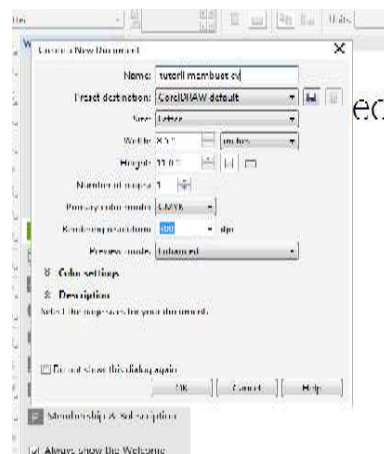 Create a New Document
Name: tutoril membuat cv
Preset destination: CorelDRAW default
Size: Letter
Width: 8.5 " inches
Height: 11.0 "
Number of pages: 1
Primary color mode: CMYK
Rendering resolution: 300 dpi
Preview mode: Enhanced
Color settings
Description
Select the page sizes for your document.
Do not show this dialog again
OK Cancel Help
Membership & Subscription
Always show the Welcome
Units: